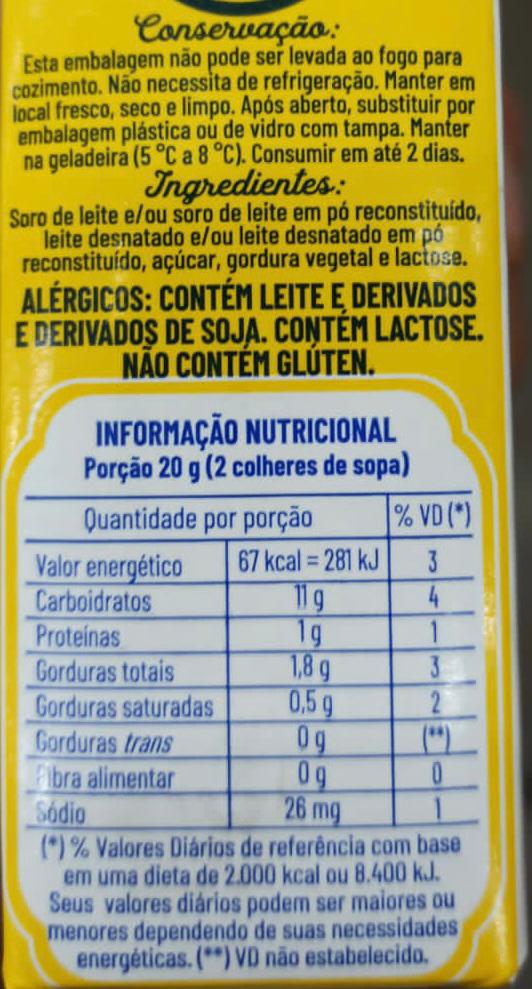 Conservação:
Esta embalagem não pode ser levada ao fogo para
cozimento. Não necessita de refrigeração. Manter em
local fresco, seco e limpo. Após aberto, substituir por
embalagem plástica ou de vidro com tampa. Manter
na geladeira (5 °C a 8 °C). Consumir em até 2 dias.
Ingredientes:
Soro de leite e/ou soro de leite em pó reconstituído,
leite desnatado e/ou leite desnatado em pó
reconstituído, açúcar, gordura vegetal e lactose.
ALÉRGICOS: CONTÉM LEITE E DERIVADOS
E DERIVADOS DE SOJA. CONTÉM LACTOSE.
NÃO CONTÉM GLÚTEN.
INFORMAÇÃO NUTRICIONAL
Porção 20 g (2 colheres de sopa)
Quantidade por porção % VD (*)
Valor energético 67 kcal = 281 kJ 3
Carboidratos 11 g 4
Proteínas 1 g 1
Gorduras totais 1,8 g 3
Gorduras saturadas 0,5 g 2
Gorduras trans 0 g (**)
Fibra alimentar 0 g 0
Sódio 26 mg 1
(*) % Valores Diários de referência com base
em uma dieta de 2.000 kcal ou 8.400 kJ.
Seus valores diários podem ser maiores ou
menores dependendo de suas necessidades
energéticas. (**) VD não estabelecido.